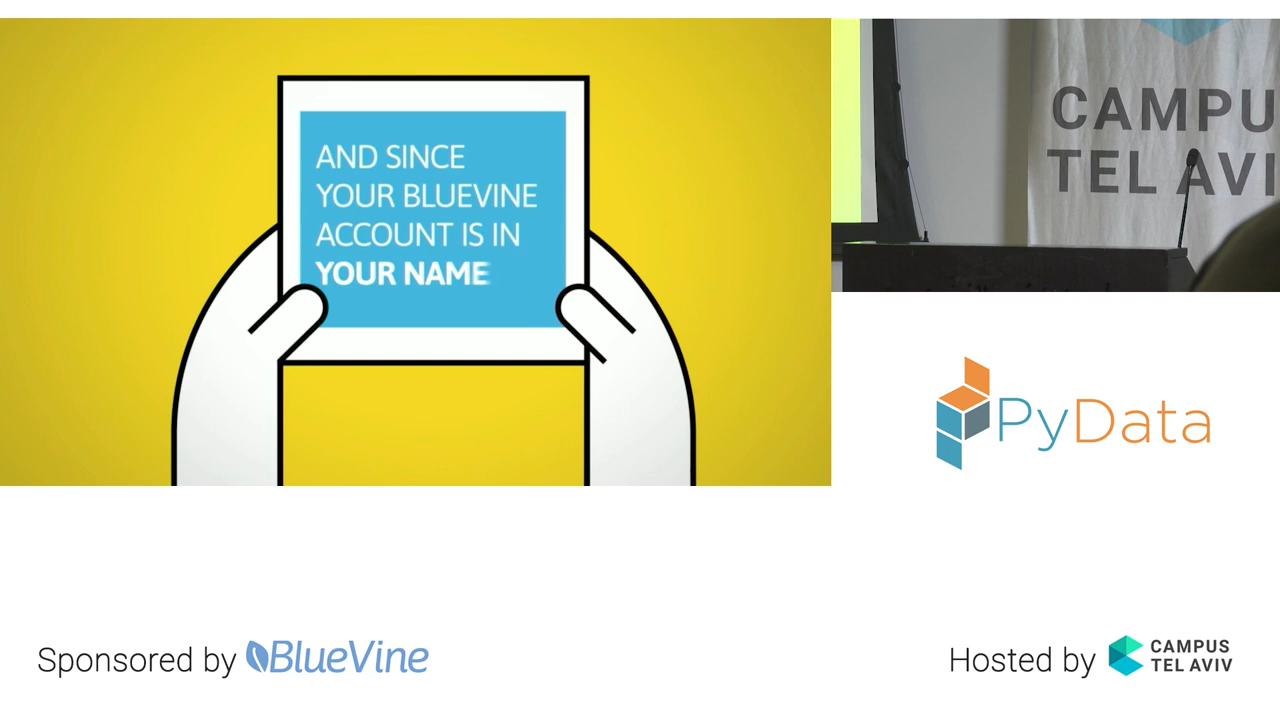 AND SINCE
YOUR BLUEVINE
ACCOUNT IS IN
YOUR NAME
CAMPU
TEL AVI
PyData
Sponsored by BlueVine
Hosted by CAMPUS
TEL AVIV